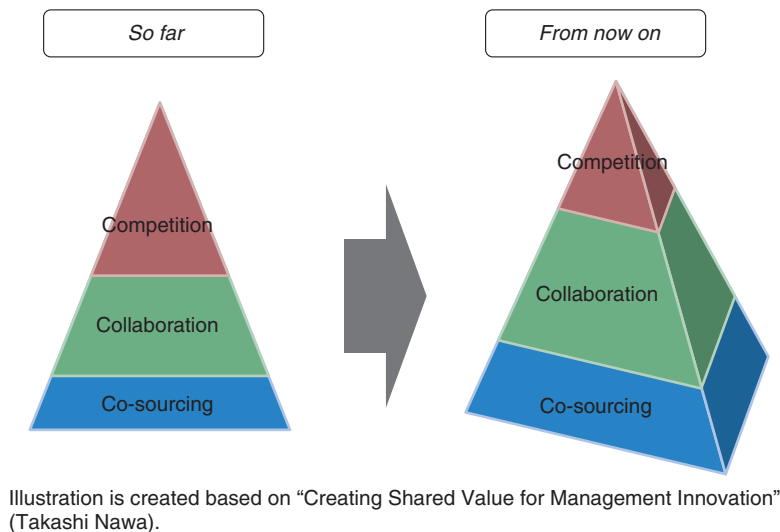 So far
From now on
Competition
Collaboration
Co-sourcing
Competition
Collaboration
Co-sourcing
Illustration is created based on “Creating Shared Value for Management Innovation”
(Takashi Nawa).